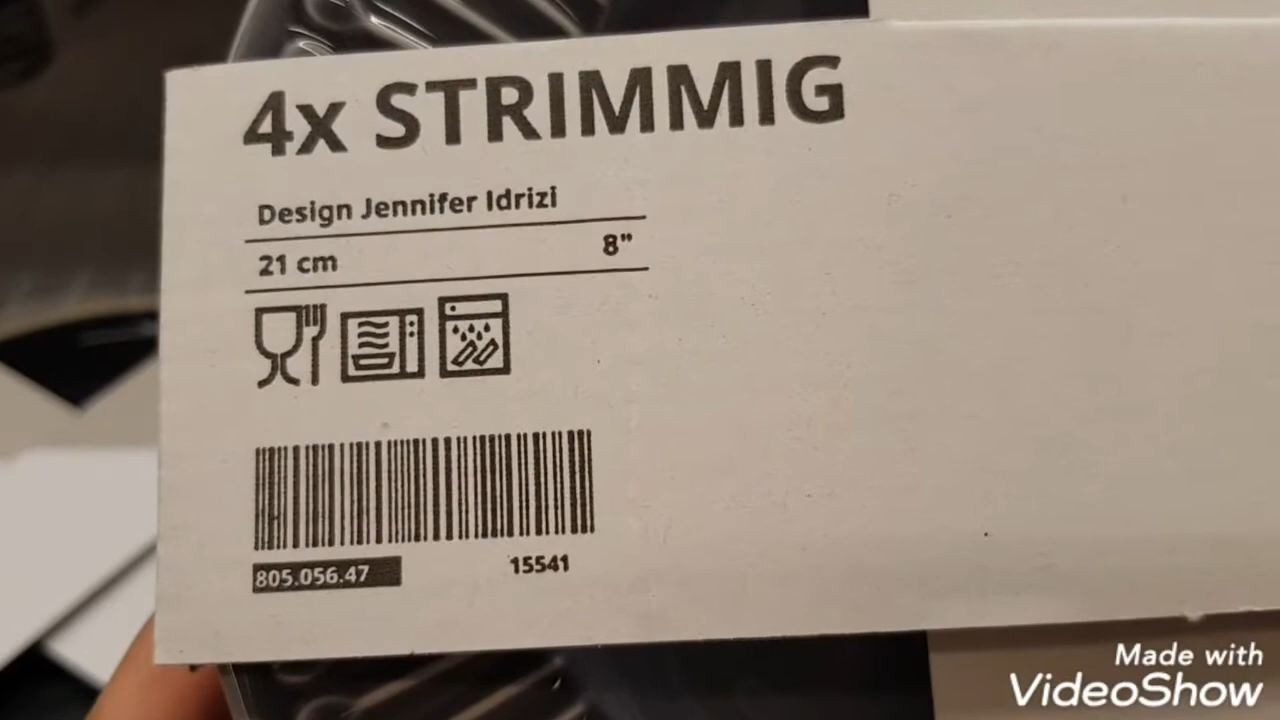 4x STRIMMIG
Design Jennifer Idrizi
21 cm 8”
805.056.47 15541
Made with
VideoShow